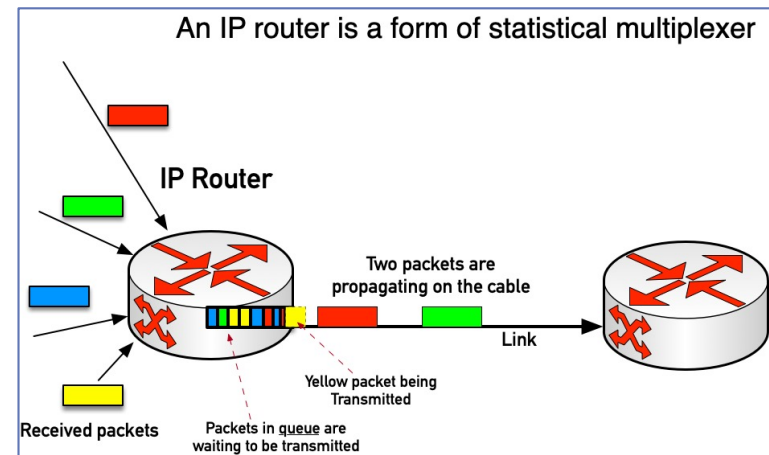 An IP router is a form of statistical multiplexer
IP Router
Two packets are
propagating on the cable
Link
Yellow packet being
Transmitted
Received packets
Packets in queue are
waiting to be transmitted